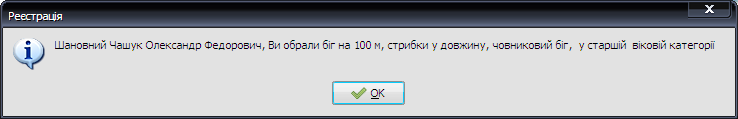 Реєстрація
Шановний Чашук Олександр Федорович, Ви обрали біг на 100 м, стрибки у довжину, човниковий біг,  у старшій  віковій категорії
OK